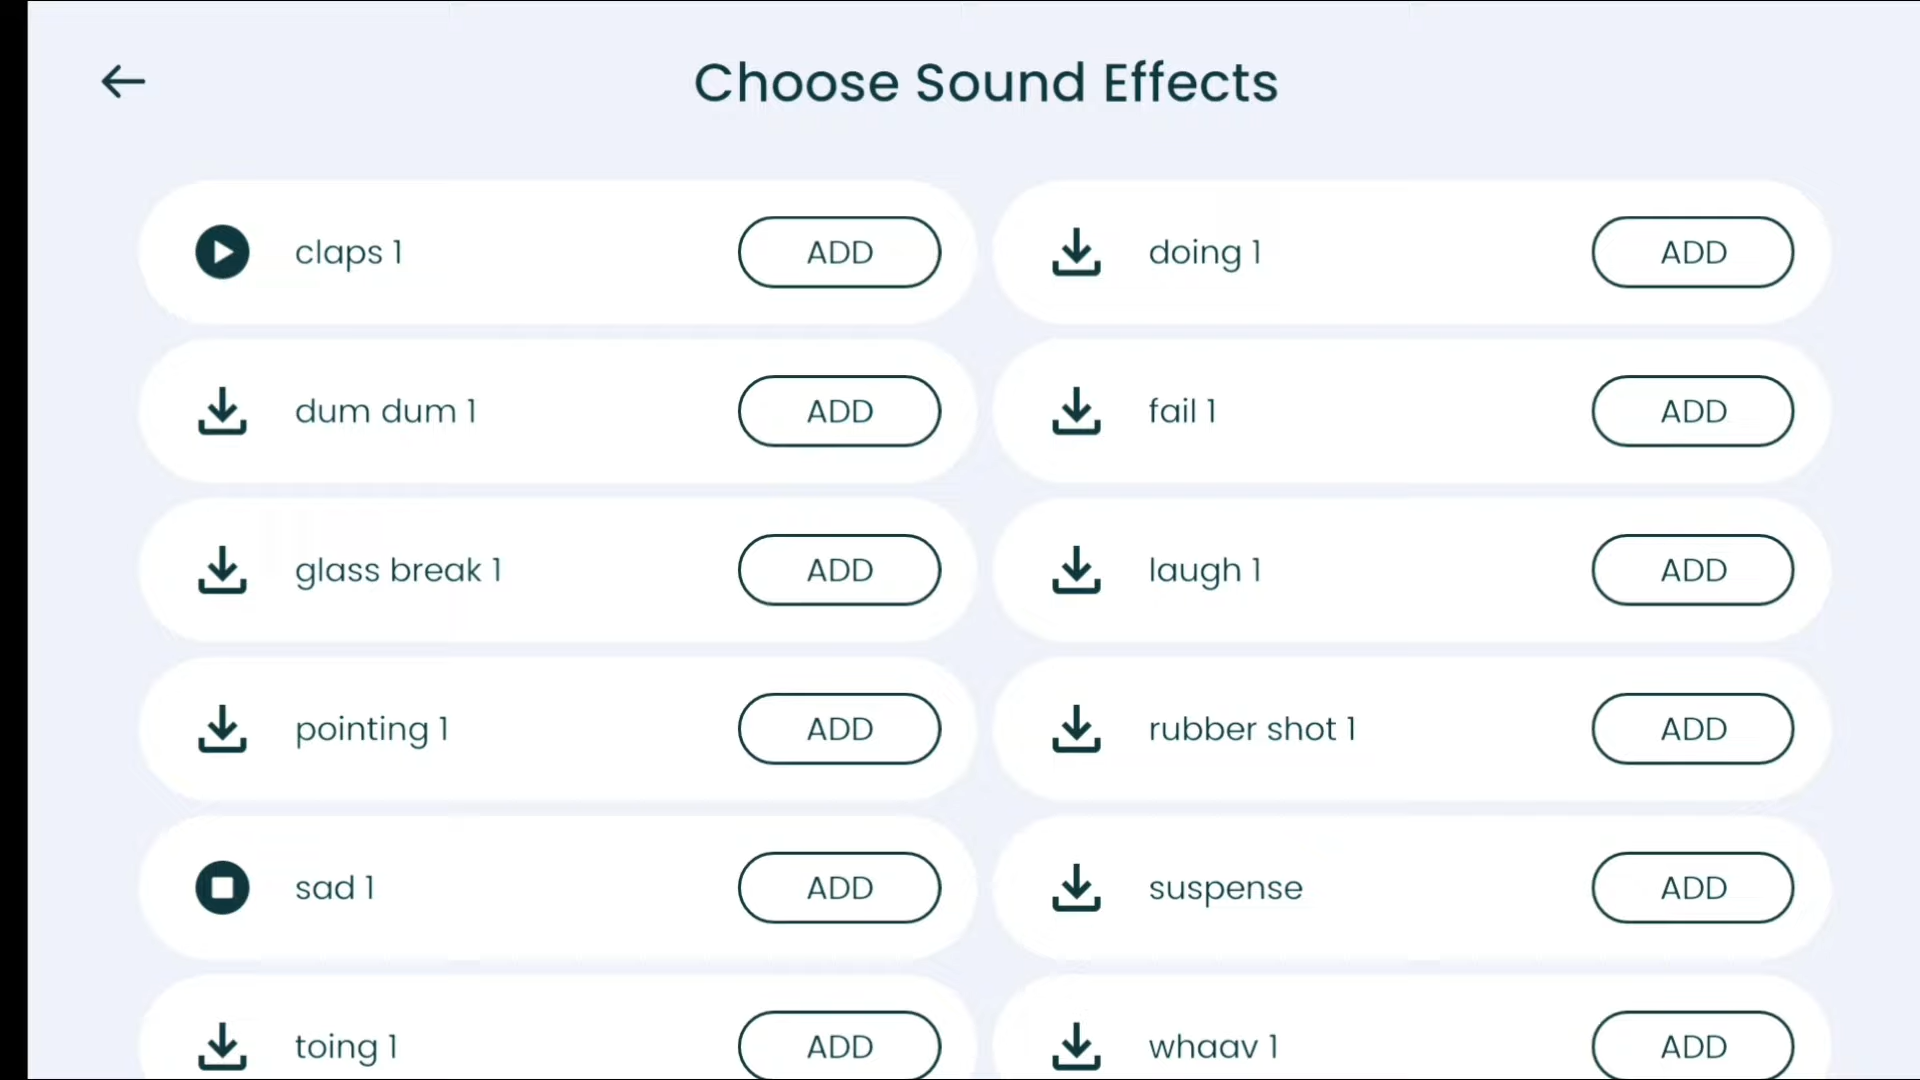 Choose Sound Effects
claps 1 ADD
doing 1 ADD
dum dum 1 ADD
fail 1 ADD
glass break 1 ADD
laugh 1 ADD
pointing 1 ADD
rubber shot 1 ADD
sad 1 ADD
suspense ADD
toing 1 ADD
whaav 1 ADD